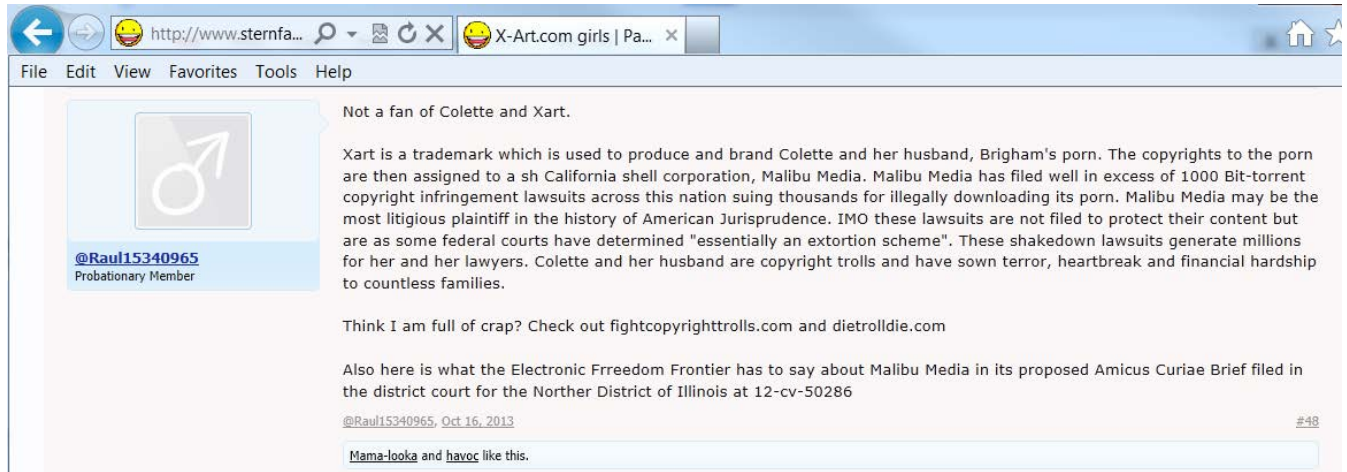 http://www.sternfa...
X-Art.com girls | Pa... ×
File Edit View Favorites Tools Help
Not a fan of Colette and Xart.
Xart is a trademark which is used to produce and brand Colette and her husband, Brigham's porn. The copyrights to the porn
are then assigned to a sh California shell corporation, Malibu Media. Malibu Media has filed well in excess of 1000 Bit-torrent
copyright infringement lawsuits across this nation suing thousands for illegally downloading its porn. Malibu Media may be the
most litigious plaintiff in the history of American Jurisprudence. IMO these lawsuits are not filed to protect their content but
are as some federal courts have determined "essentially an extortion scheme". These shakedown lawsuits generate millions
for her and her lawyers. Colette and her husband are copyright trolls and have sown terror, heartbreak and financial hardship
to countless families.
@Raul15340965
Probationary Member
Think I am full of crap? Check out fightcopyrighttrolls.com and dietrolldie.com
Also here is what the Electronic Frreedom Frontier has to say about Malibu Media in its proposed Amicus Curiae Brief filed in
the district court for the Norther District of Illinois at 12-cv-50286
@Raul15340965, Oct 16, 2013 #48
Mama-looka and havoc like this.